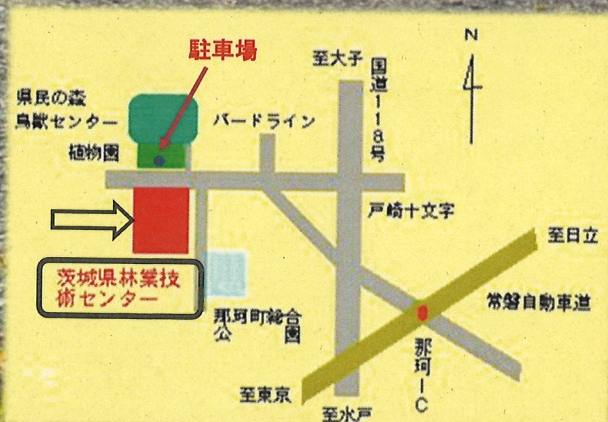 駐車場
N
至大子
国道118号
県民の森
鳥獣センター
バードライン
植物園
戸崎十文字
至日立
茨城県林業技
術センター
常磐自動車道
那珂町総合
公園
那珂IC
至東京
至水戸